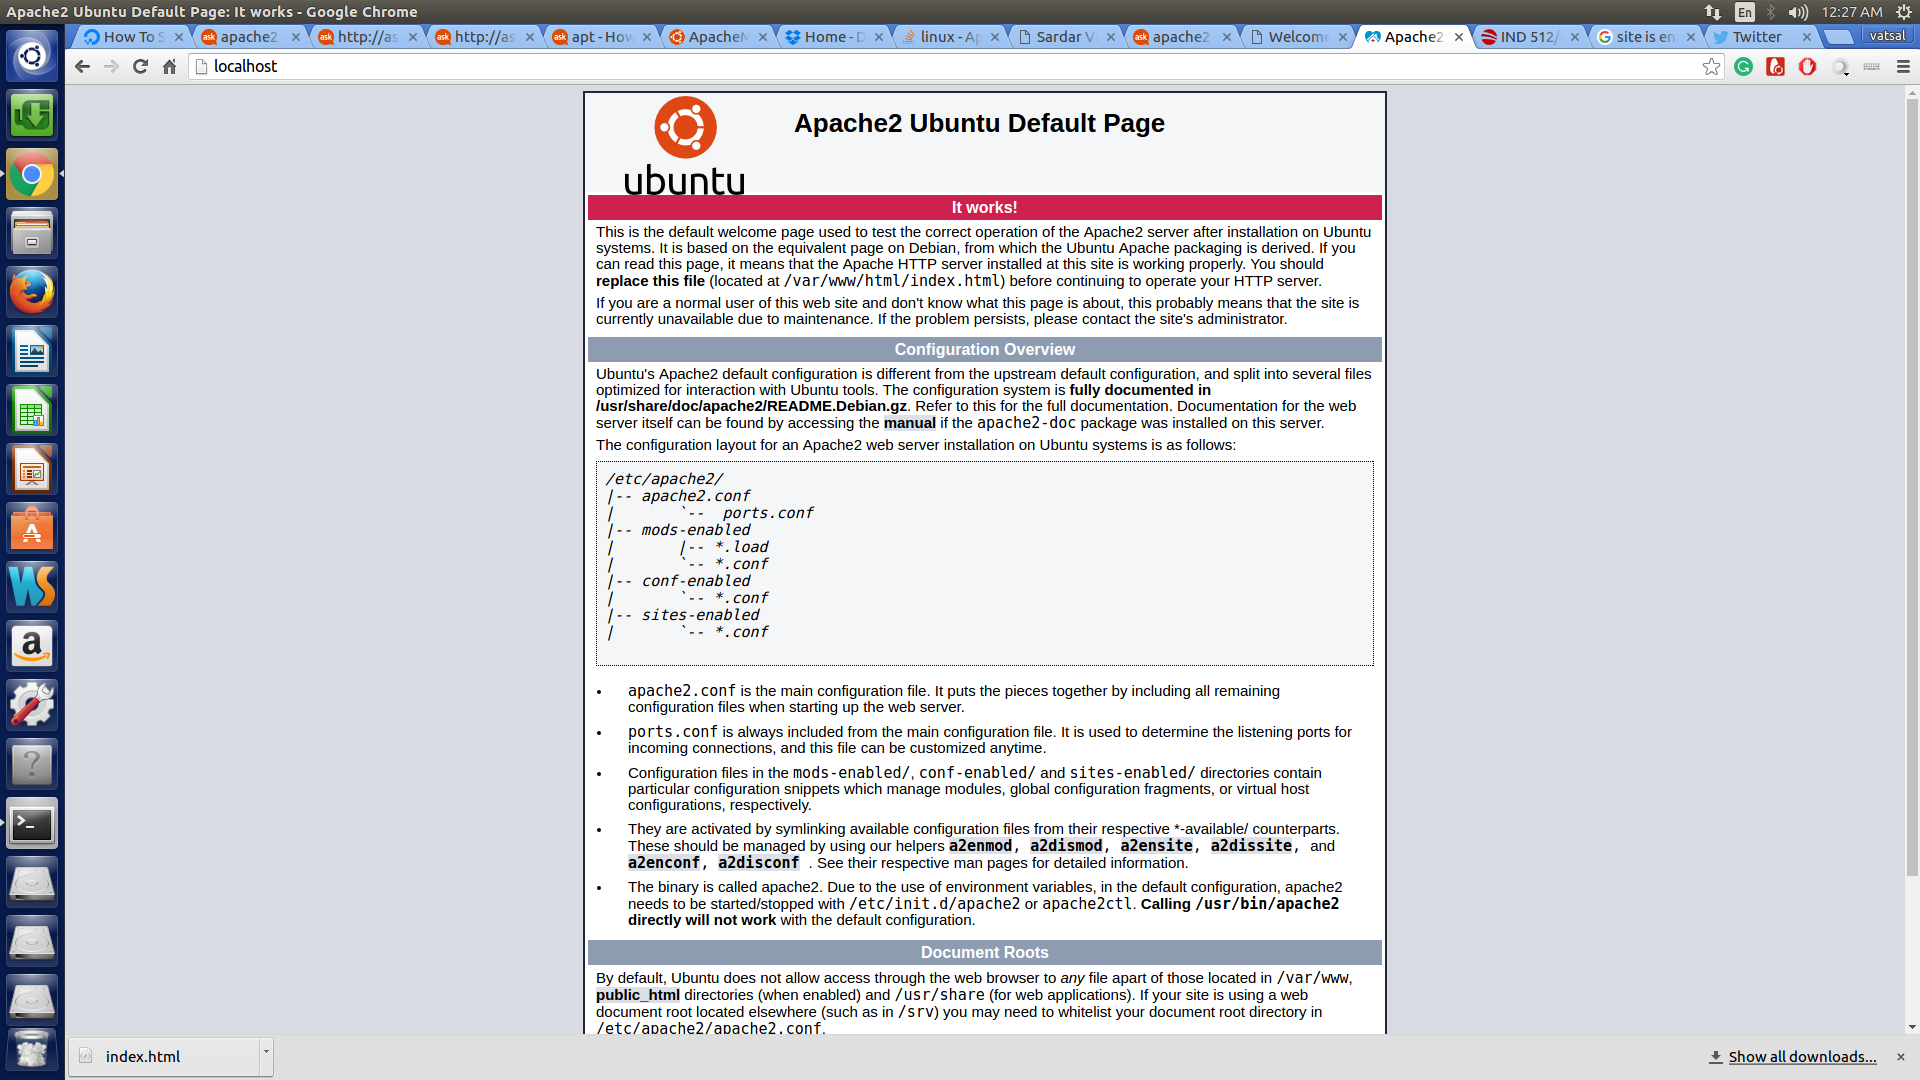 Apache2 Ubuntu Default Page: It works - Google Chrome
En
12:27 AM
How To S
apache2
http://as
http://as
apt - How
ApacheM
Home - D
linux - Ap
Sardar V
apache2
Welcome
Apache2
IND 512/
site is en
Twitter
vatsal
localhost
ubuntu
Apache2 Ubuntu Default Page
It works!
This is the default welcome page used to test the correct operation of the Apache2 server after installation on Ubuntu
systems. It is based on the equivalent page on Debian, from which the Ubuntu Apache packaging is derived. If you
can read this page, it means that the Apache HTTP server installed at this site is working properly. You should
replace this file (located at /var/www/html/index.html) before continuing to operate your HTTP server.
If you are a normal user of this web site and don't know what this page is about, this probably means that the site is
currently unavailable due to maintenance. If the problem persists, please contact the site's administrator.
Configuration Overview
Ubuntu's Apache2 default configuration is different from the upstream default configuration, and split into several files
optimized for interaction with Ubuntu tools. The configuration system is fully documented in
/usr/share/doc/apache2/README.Debian.gz. Refer to this for the full documentation. Documentation for the web
server itself can be found by accessing the manual if the apache2-doc package was installed on this server.
The configuration layout for an Apache2 web server installation on Ubuntu systems is as follows:
/etc/apache2/
|-- apache2.conf
|       `--  ports.conf
|-- mods-enabled
|       |-- *.load
|       `-- *.conf
|-- conf-enabled
|       `-- *.conf
|-- sites-enabled
|       `-- *.conf
• apache2.conf is the main configuration file. It puts the pieces together by including all remaining
configuration files when starting up the web server.
• ports.conf is always included from the main configuration file. It is used to determine the listening ports for
incoming connections, and this file can be customized anytime.
• Configuration files in the mods-enabled/, conf-enabled/ and sites-enabled/ directories contain
particular configuration snippets which manage modules, global configuration fragments, or virtual host
configurations, respectively.
• They are activated by symlinking available configuration files from their respective *-available/ counterparts.
These should be managed by using our helpers a2enmod, a2dismod, a2ensite, a2dissite, and
a2enconf, a2disconf . See their respective man pages for detailed information.
• The binary is called apache2. Due to the use of environment variables, in the default configuration, apache2
needs to be started/stopped with /etc/init.d/apache2 or apache2ctl. Calling /usr/bin/apache2
directly will not work with the default configuration.
Document Roots
By default, Ubuntu does not allow access through the web browser to any file apart of those located in /var/www,
public_html directories (when enabled) and /usr/share (for web applications). If your site is using a web
document root located elsewhere (such as in /srv) you may need to whitelist your document root directory in
/etc/apache2/apache2.conf.
index.html
Show all downloads...